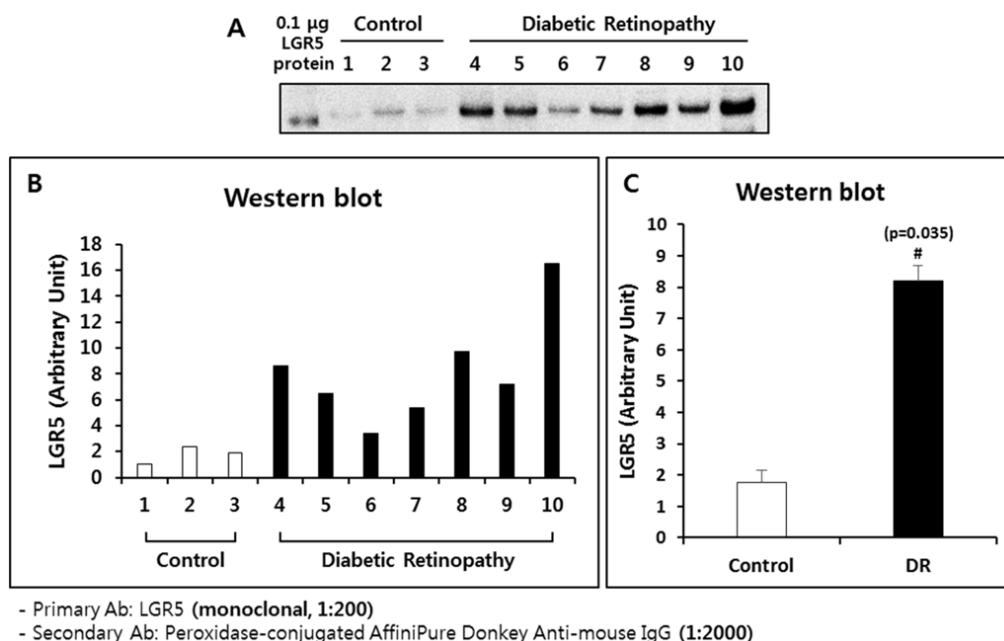 A
0.1 μg
LGR5
protein
Control
Diabetic Retinopathy
1 2 3 4 5 6 7 8 9 10
B
Western blot
LGR5 (Arbitrary Unit)
18
16
14
12
10
8
6
4
2
0
1 2 3 4 5 6 7 8 9 10
Control
Diabetic Retinopathy
C
Western blot
LGR5 (Arbitrary Unit)
10
9
8
7
6
5
4
3
2
1
0
(p=0.035)
#
Control
DR
- Primary Ab: LGR5 (monoclonal, 1:200)
- Secondary Ab: Peroxidase-conjugated AffiniPure Donkey Anti-mouse IgG (1:2000)